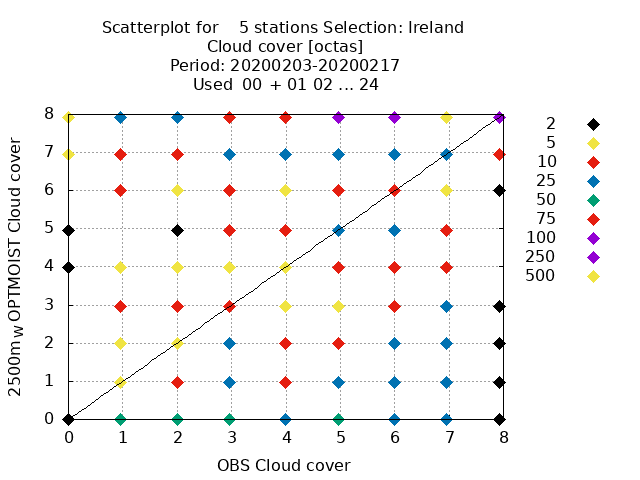 Scatterplot for 5 stations Selection: Ireland
Cloud cover [octas]
Period: 20200203-20200217
Used 00 + 01 02 ... 24
8
7
6
5
4
3
2
1
0
0 1 2 3 4 5 6 7 8
2500m_W OPTMOIST Cloud cover
OBS Cloud cover
2
5
10
25
50
75
100
250
500